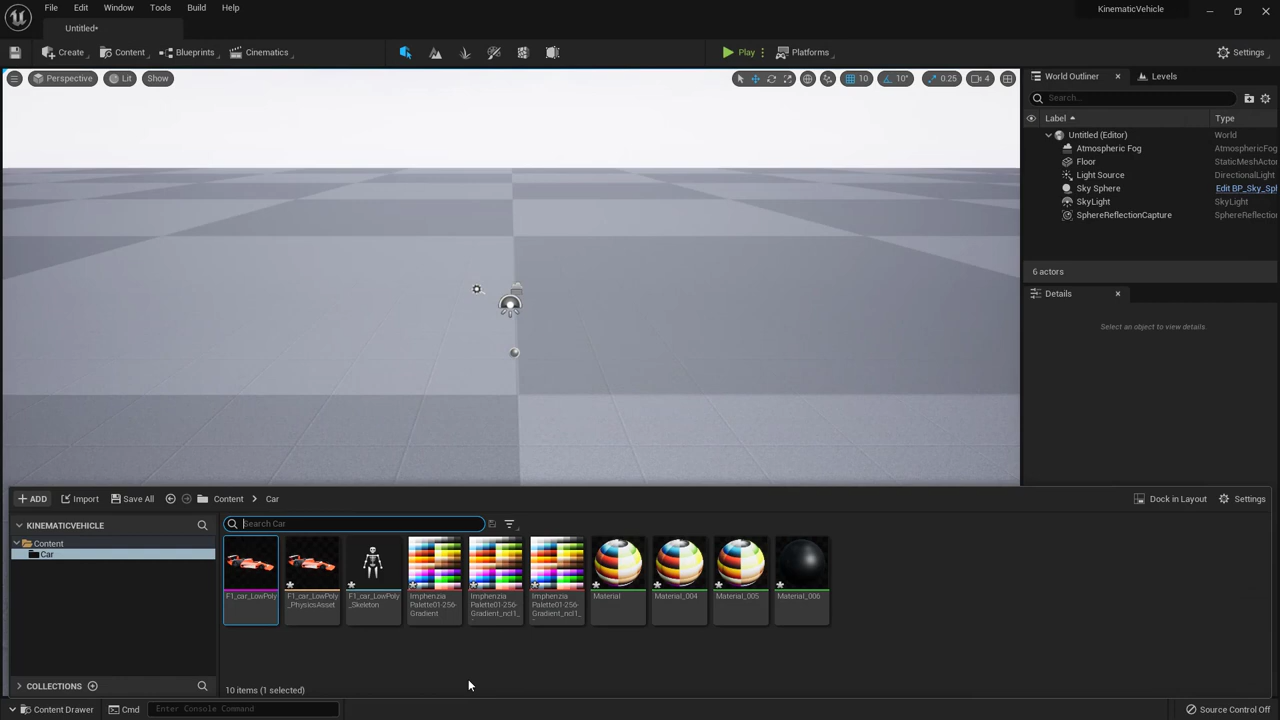 File Edit Window Tools Build Help
KinematicVehicle
Untitled*
Create Content Blueprints Cinematics Play Platforms Settings
Perspective Lit Show 10 10° 0.25 4
World Outliner Levels
Search...
Label Type
Untitled (Editor) World
Atmospheric Fog AtmosphericFog
Floor StaticMeshActor
Light Source DirectionalLight
Sky Sphere Edit BP_Sky_Spl
SkyLight SkyLight
SphereReflectionCapture SphereReflection
6 actors
Details
Select an object to view details.
ADD Import Save All Content Car Dock in Layout Settings
KINEMATICVEHICLE
Search Car
Content
Car
F1_car_LowPoly
F1_car_LowPoly
_PhysicsAsset
F1_car_LowPoly
_Skeleton
Imphenzia
Palette01-256-
Gradient
Imphenzia
Palette01-256-
Gradient_ncl1_
Imphenzia
Palette01-256-
Gradient_ncl1_
Material
Material_004
Material_005
Material_006
COLLECTIONS
10 items (1 selected)
Content Drawer Cmd Enter Console Command Source Control Off